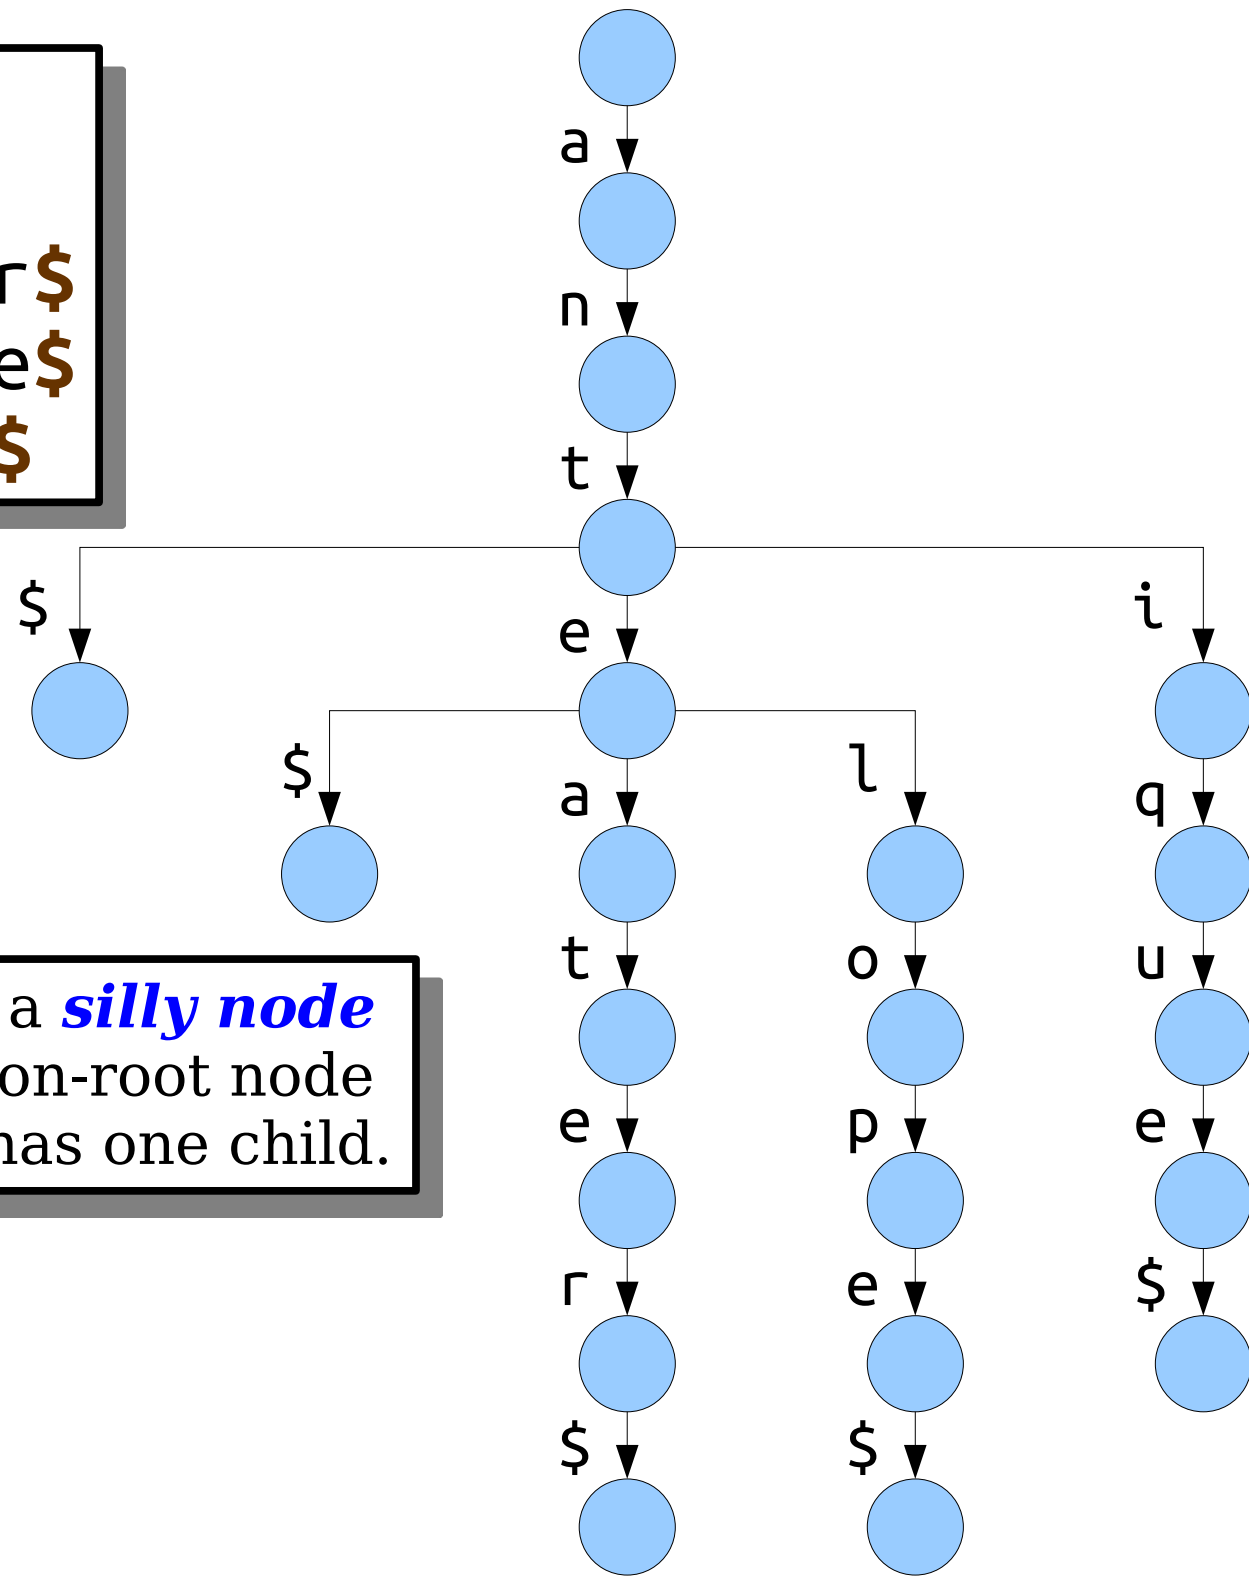 r$
e$
$
a
n
t
$
e
i
$
a
l
q
t
o
u
a silly node
on-root node
has one child.
e
p
e
r
e
$
$
$